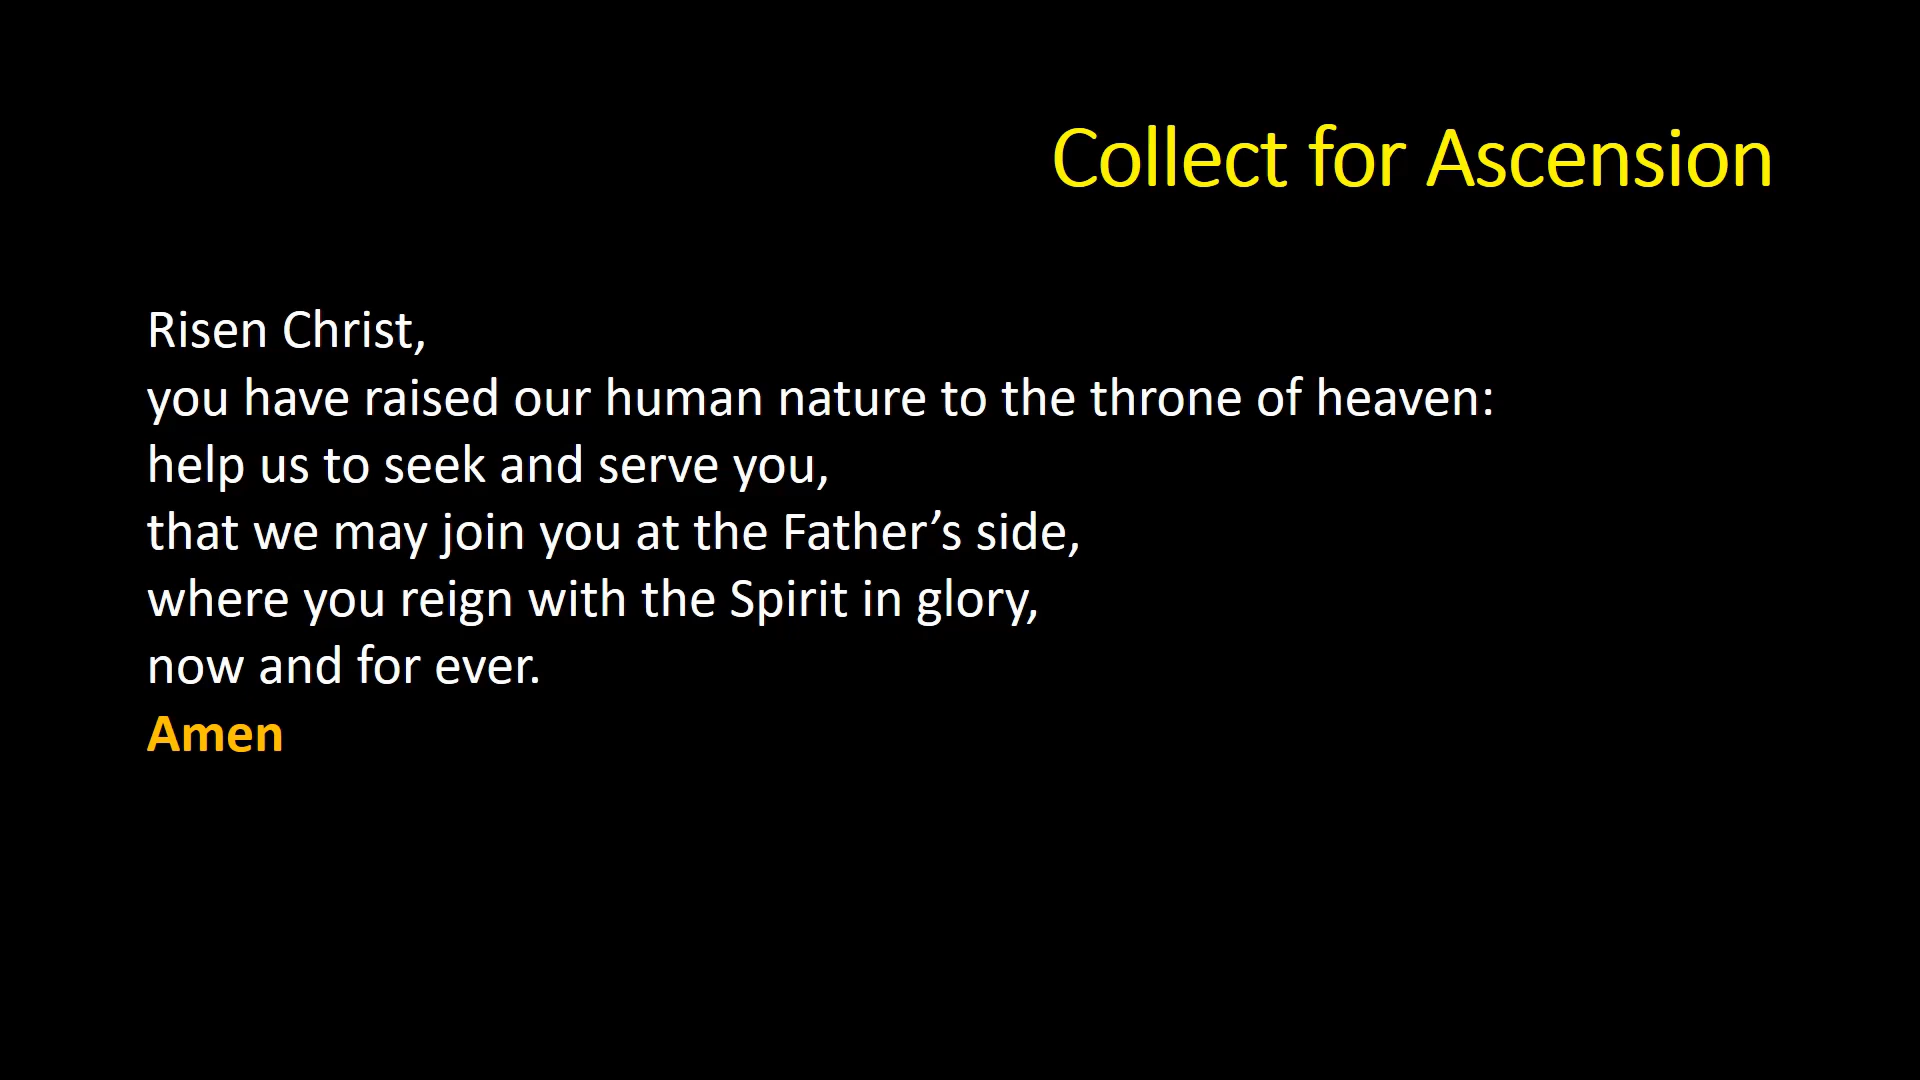 Collect for Ascension
Risen Christ,
you have raised our human nature to the throne of heaven:
help us to seek and serve you,
that we may join you at the Father’s side,
where you reign with the Spirit in glory,
now and for ever.
Amen